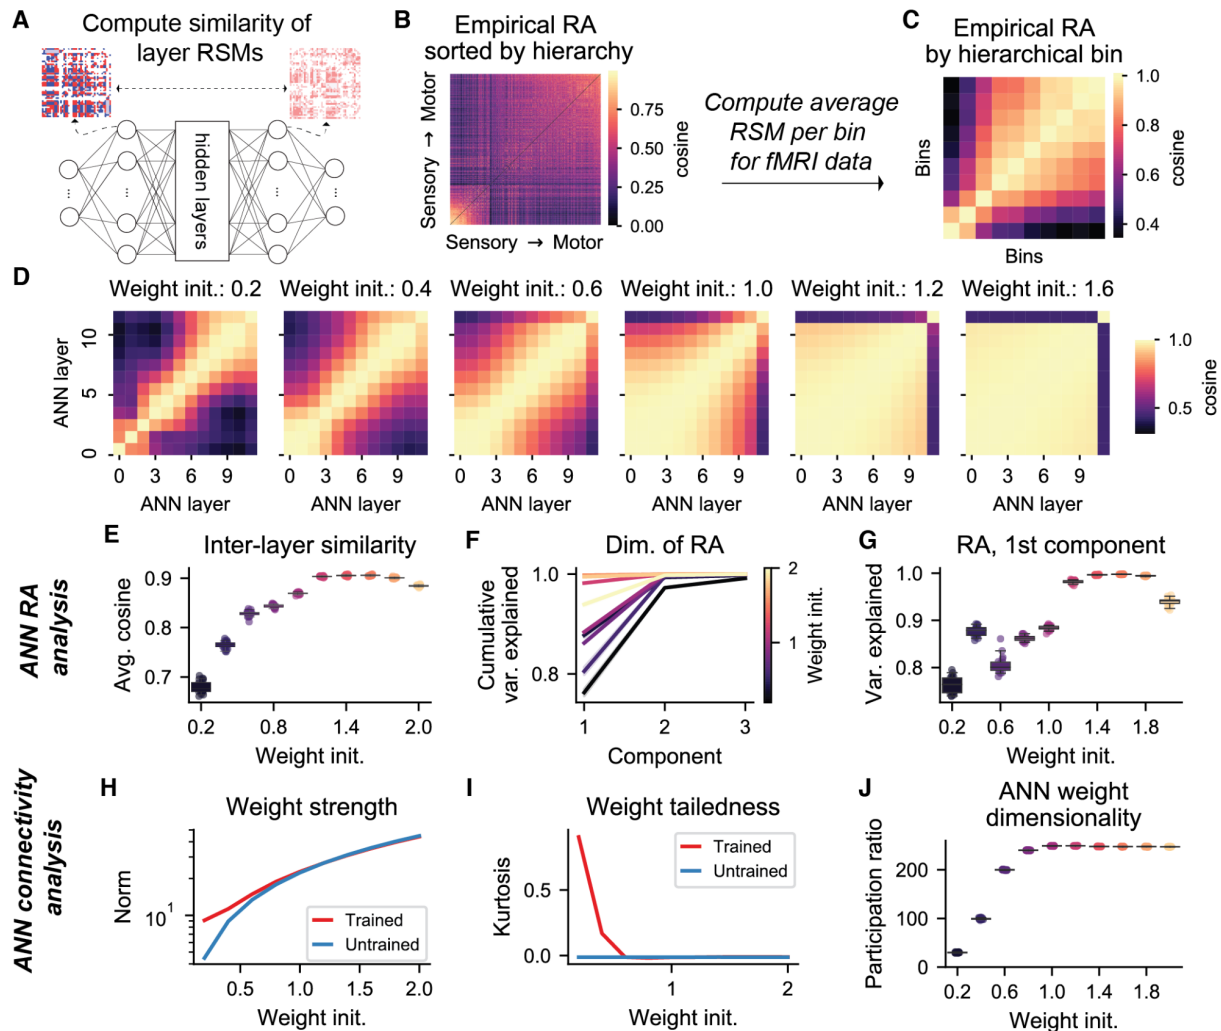 A
Compute similarity of
layer RSMs
hidden layers
...
...
...
...
B
Empirical RA
sorted by hierarchy
Sensory → Motor
Sensory → Motor
0.75
0.50
0.25
0.00
cosine
Compute average
RSM per bin
for fMRI data
C
Empirical RA
by hierarchical bin
Bins
Bins
1.0
0.8
0.6
0.4
cosine
D
Weight init.: 0.2
Weight init.: 0.4
Weight init.: 0.6
Weight init.: 1.0
Weight init.: 1.2
Weight init.: 1.6
ANN layer
10
5
0
0 3 6 9
0 3 6 9
0 3 6 9
0 3 6 9
0 3 6 9
0 3 6 9
ANN layer
ANN layer
ANN layer
ANN layer
ANN layer
ANN layer
1.0
0.5
cosine
ANN RA
analysis
E
Inter-layer similarity
Avg. cosine
0.9
0.8
0.7
0.2 0.8 1.4 2.0
Weight init.
F
Dim. of RA
Cumulative
var. explained
1.0
0.8
1 2 3
Component
2
1
Weight init.
G
RA, 1st component
Var. explained
1.0
0.9
0.8
0.2 0.6 1.0 1.4 1.8
Weight init.
ANN connectivity
analysis
H
Weight strength
Norm
10¹
Trained
Untrained
0.5 1.0 1.5 2.0
Weight init.
I
Weight tailedness
Kurtosis
0.5
0.0
Trained
Untrained
1 2
Weight init.
J
ANN weight
dimensionality
Participation ratio
200
100
0
0.2 0.6 1.0 1.4 1.8
Weight init.